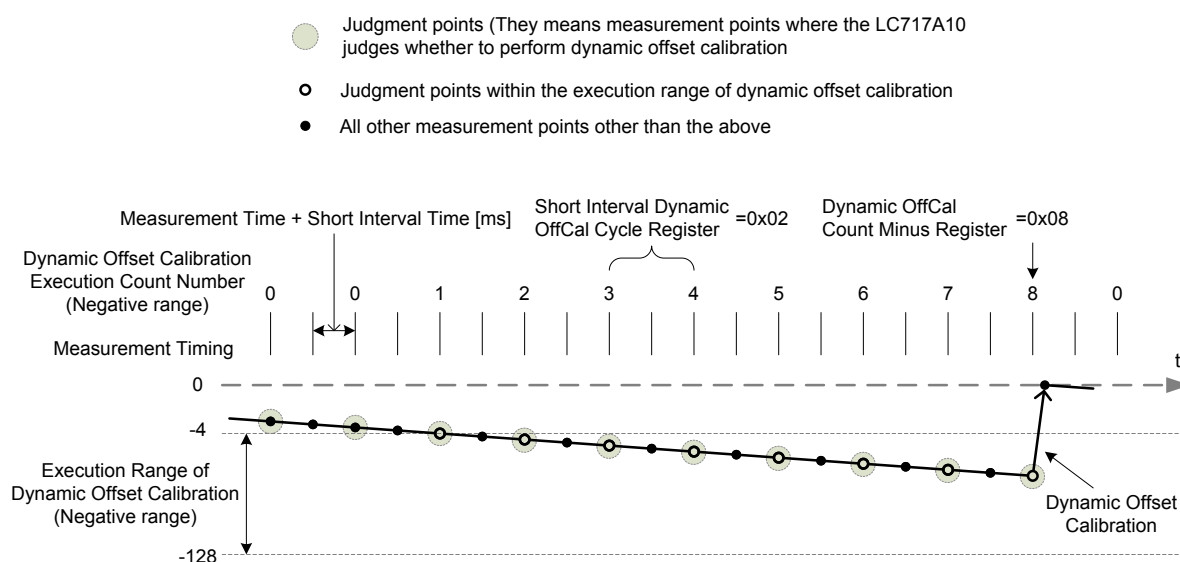 Judgment points (They means measurement points where the LC717A10
judges whether to perform dynamic offset calibration
Judgment points within the execution range of dynamic offset calibration
All other measurement points other than the above
Measurement Time + Short Interval Time [ms]
Short Interval Dynamic
OffCal Cycle Register =0x02
Dynamic OffCal
Count Minus Register =0x08
Dynamic Offset Calibration
Execution Count Number
(Negative range)
0 0 1 2 3 4 5 6 7 8 0
Measurement Timing
t
0
-4
Execution Range of
Dynamic Offset Calibration
(Negative range)
-128
Dynamic Offset
Calibration